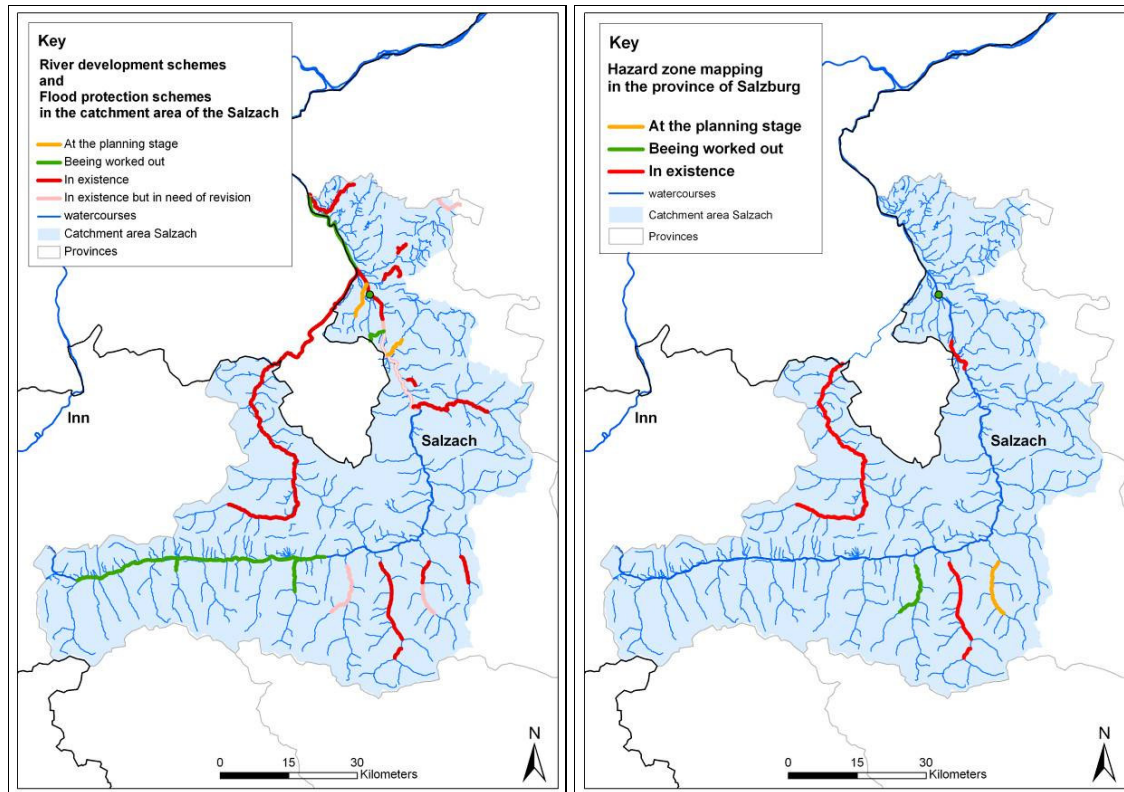 Key
River development schemes
and
Flood protection schemes
in the catchment area of the Salzach
At the planning stage
Beeing worked out
In existence
In existence but in need of revision
watercourses
Catchment area Salzach
Provinces
Inn
Salzach
N
0 15 30
Kilometers
Key
Hazard zone mapping
in the province of Salzburg
At the planning stage
Beeing worked out
In existence
watercourses
Catchment area Salzach
Provinces
Inn
Salzach
N
0 15 30
Kilometers